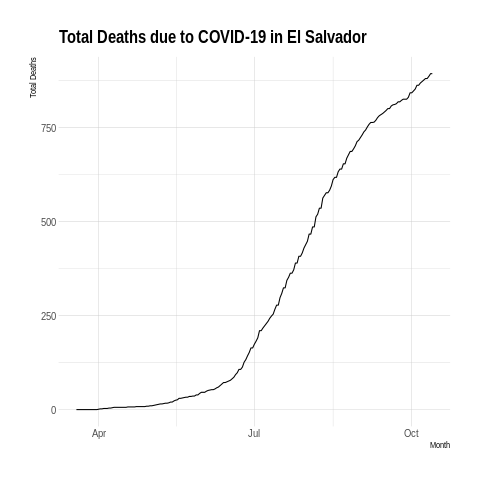 Total Deaths due to COVID-19 in El Salvador
Total Deaths
750
500
250
0
Apr
Jul
Oct
Month